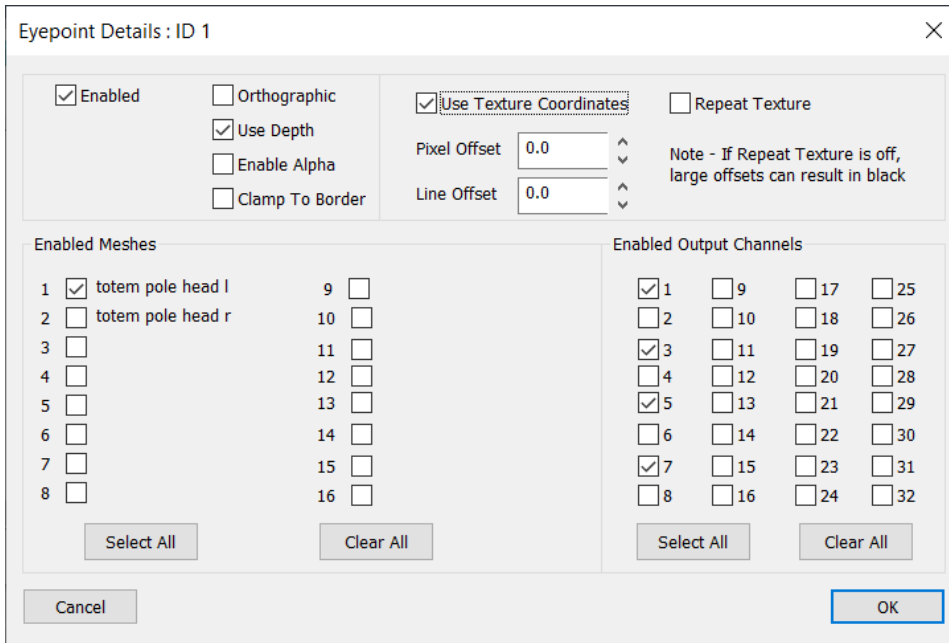 Eyepoint Details : ID 1
Enabled
Orthographic
Use Depth
Enable Alpha
Clamp To Border
Use Texture Coordinates
Repeat Texture
Pixel Offset 0.0
Line Offset 0.0
Note - If Repeat Texture is off,
large offsets can result in black
Enabled Meshes
1 totem pole head l
2 totem pole head r
3
4
5
6
7
8
9
10
11
12
13
14
15
16
Select All
Clear All
Enabled Output Channels
1 9 17 25
2 10 18 26
3 11 19 27
4 12 20 28
5 13 21 29
6 14 22 30
7 15 23 31
8 16 24 32
Select All
Clear All
Cancel
OK